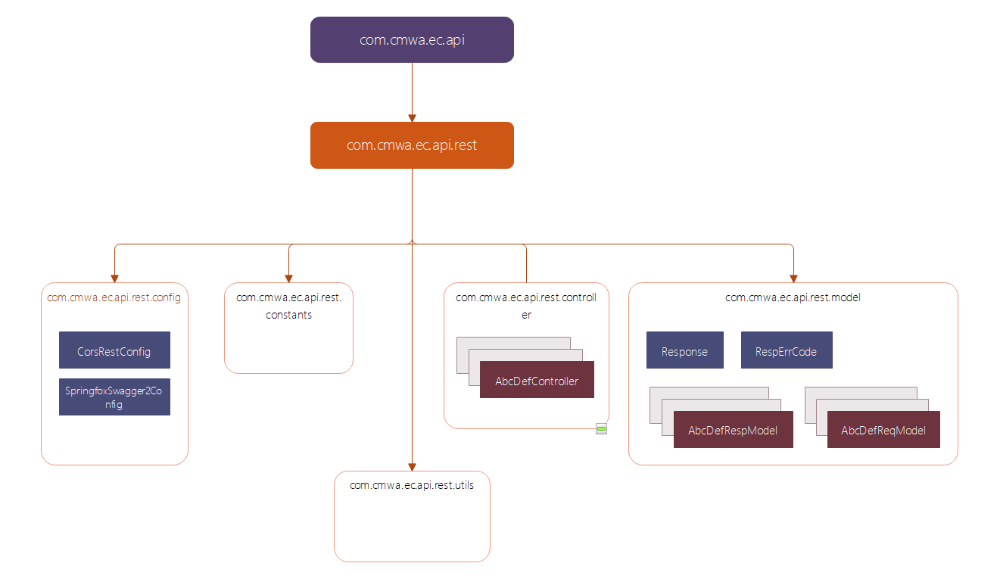 com.cmwa.ec.api
com.cmwa.ec.api.rest
com.cmwa.ec.api.rest.config
CorsRestConfig
SpringfoxSwagger2Co
nfig
com.cmwa.ec.api.rest.
constants
com.cmwa.ec.api.rest.controll
er
AbcDefController
com.cmwa.ec.api.rest.model
Response
RespErrCode
AbcDefRespModel
AbcDefReqModel
com.cmwa.ec.api.rest.utils